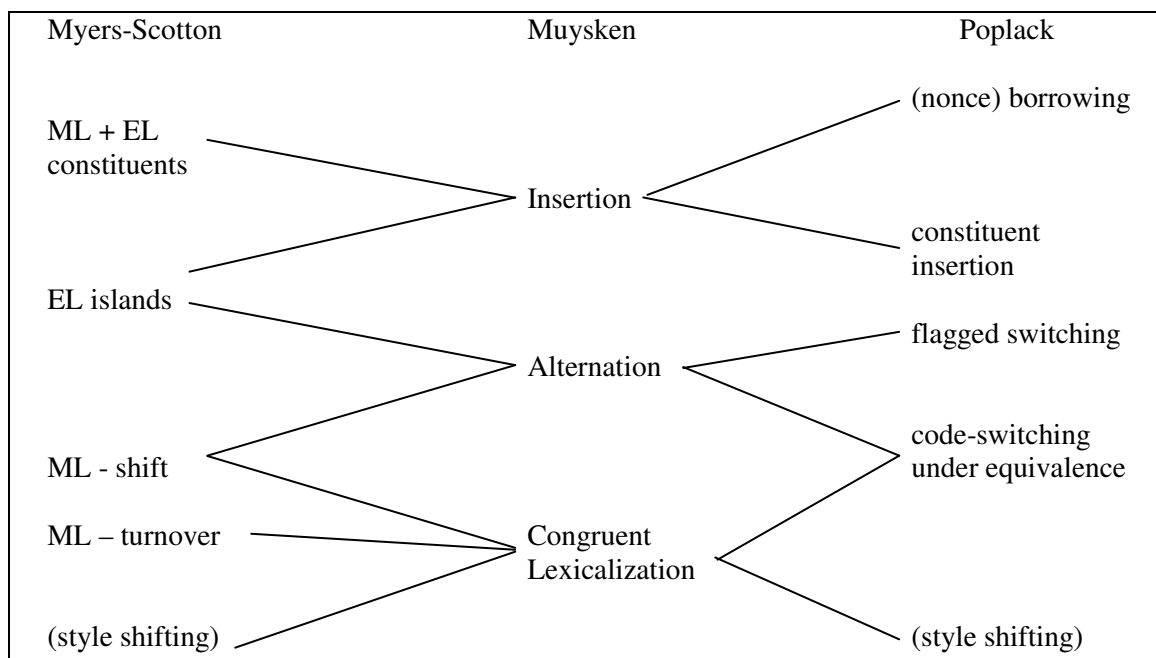 Myers-Scotton
Muysken
Poplack
(nonce) borrowing
ML + EL
constituents
Insertion
constituent
insertion
EL islands
flagged switching
Alternation
code-switching
under equivalence
ML - shift
ML – turnover
Congruent
Lexicalization
(style shifting)
(style shifting)